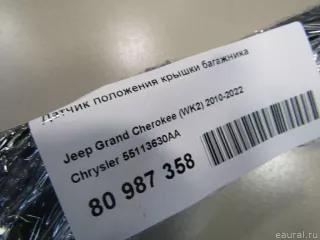 Датчик положения крышки багажника
Jeep Grand Cherokee (WK2) 2010-2022
Chrysler 55113630AA
80 987 358
eaural.ru